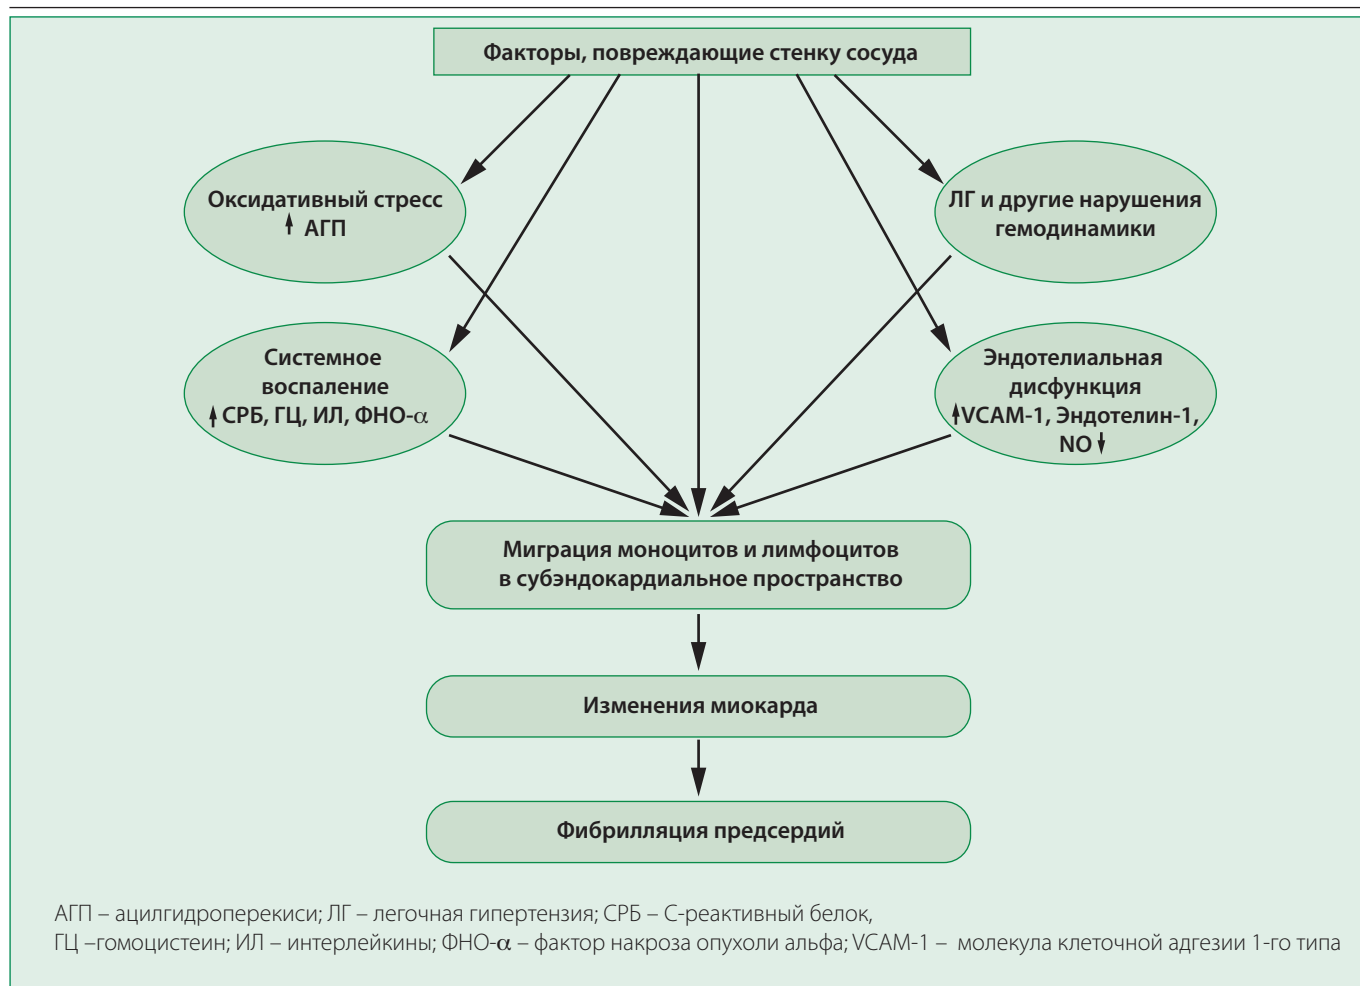 Факторы, повреждающие стенку сосуда
Оксидативный стресс
↑ АГП
ЛГ и другие нарушения
гемодинамики
Системное
воспаление
↑ СРБ, ГЦ, ИЛ, ФНО-α
Эндотелиальная
дисфункция
↑VCAM-1, Эндотелин-1,
NO ↓
Миграция моноцитов и лимфоцитов
в субэндокардиальное пространство
Изменения миокарда
Фибрилляция предсердий
АГП – ацилгидроперекиси; ЛГ – легочная гипертензия; СРБ – С-реактивный белок,
ГЦ –гомоцистеин; ИЛ – интерлейкины; ФНО-α – фактор накроза опухоли альфа; VCAM-1 – молекула клеточной адгезии 1-го типа